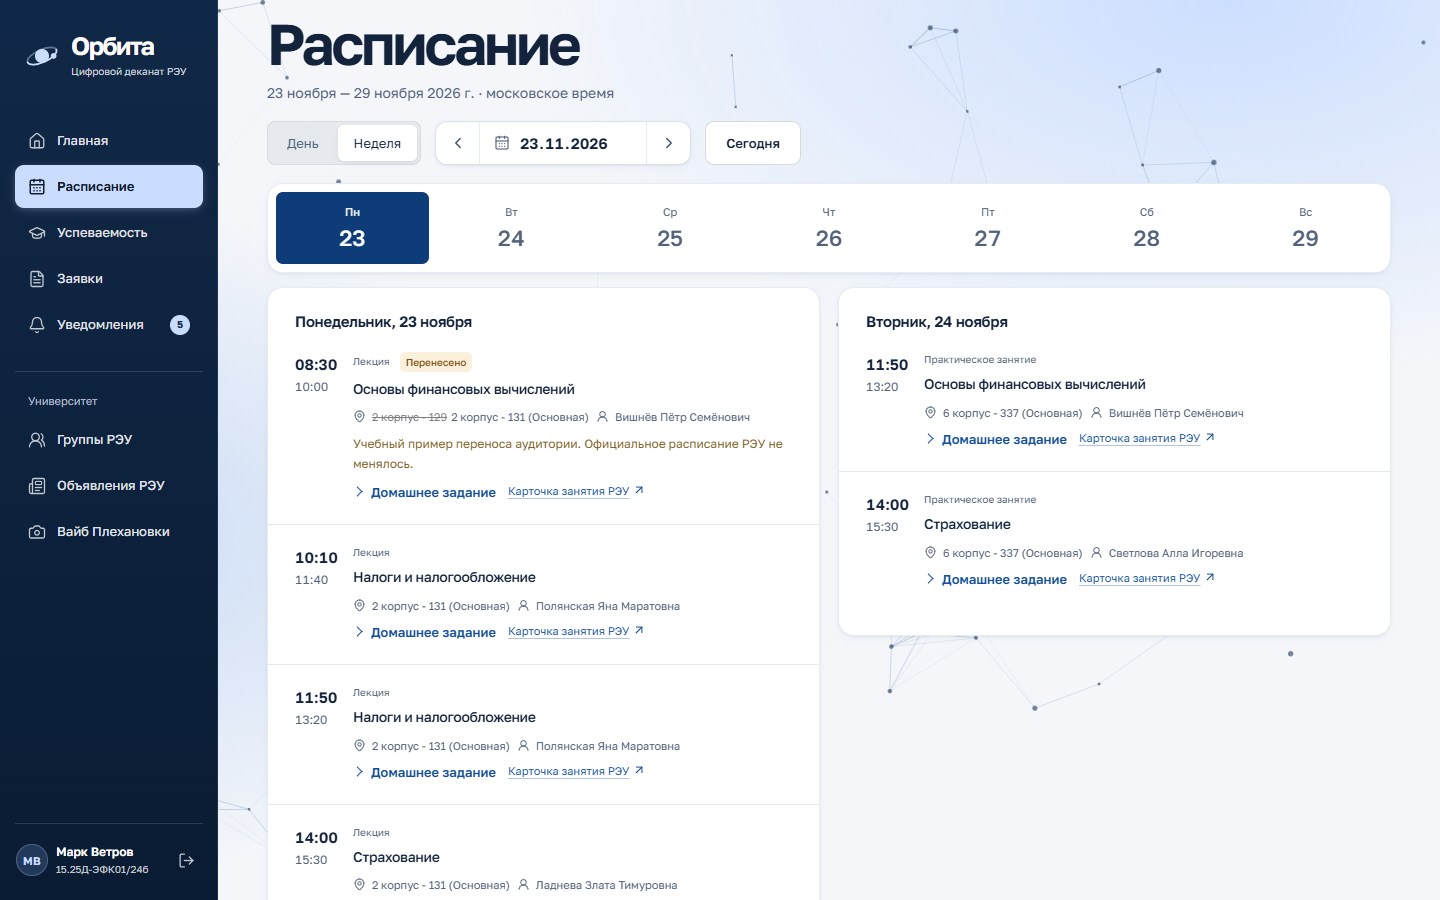 Орбита
Цифровой деканат РЭУ
Главная
Расписание
Успеваемость
Заявки
Уведомления 5
Университет
Группы РЭУ
Объявления РЭУ
Вайб Плехановки
МВ
Марк Ветров
15.25Д-ЭФК01/24б
Расписание
23 ноября — 29 ноября 2026 г. · московское время
День Неделя 23.11.2026 Сегодня
Пн Вт Ср Чт Пт Сб Вс
23 24 25 26 27 28 29
Понедельник, 23 ноября
08:30 Лекция Перенесено
10:00 Основы финансовых вычислений
2 корпус - 129 2 корпус - 131 (Основная) Вишнёв Пётр Семёнович
Учебный пример переноса аудитории. Официальное расписание РЭУ не
менялось.
Домашнее задание Карточка занятия РЭУ
10:10 Лекция
11:40 Налоги и налогообложение
2 корпус - 131 (Основная) Полянская Яна Маратовна
Домашнее задание Карточка занятия РЭУ
11:50 Лекция
13:20 Налоги и налогообложение
2 корпус - 131 (Основная) Полянская Яна Маратовна
Домашнее задание Карточка занятия РЭУ
14:00 Лекция
15:30 Страхование
2 корпус - 131 (Основная) Ладнева Злата Тимуровна
Вторник, 24 ноября
11:50 Практическое занятие
13:20 Основы финансовых вычислений
6 корпус - 337 (Основная) Вишнёв Пётр Семёнович
Домашнее задание Карточка занятия РЭУ
14:00 Практическое занятие
15:30 Страхование
6 корпус - 337 (Основная) Светлова Алла Игоревна
Домашнее задание Карточка занятия РЭУ